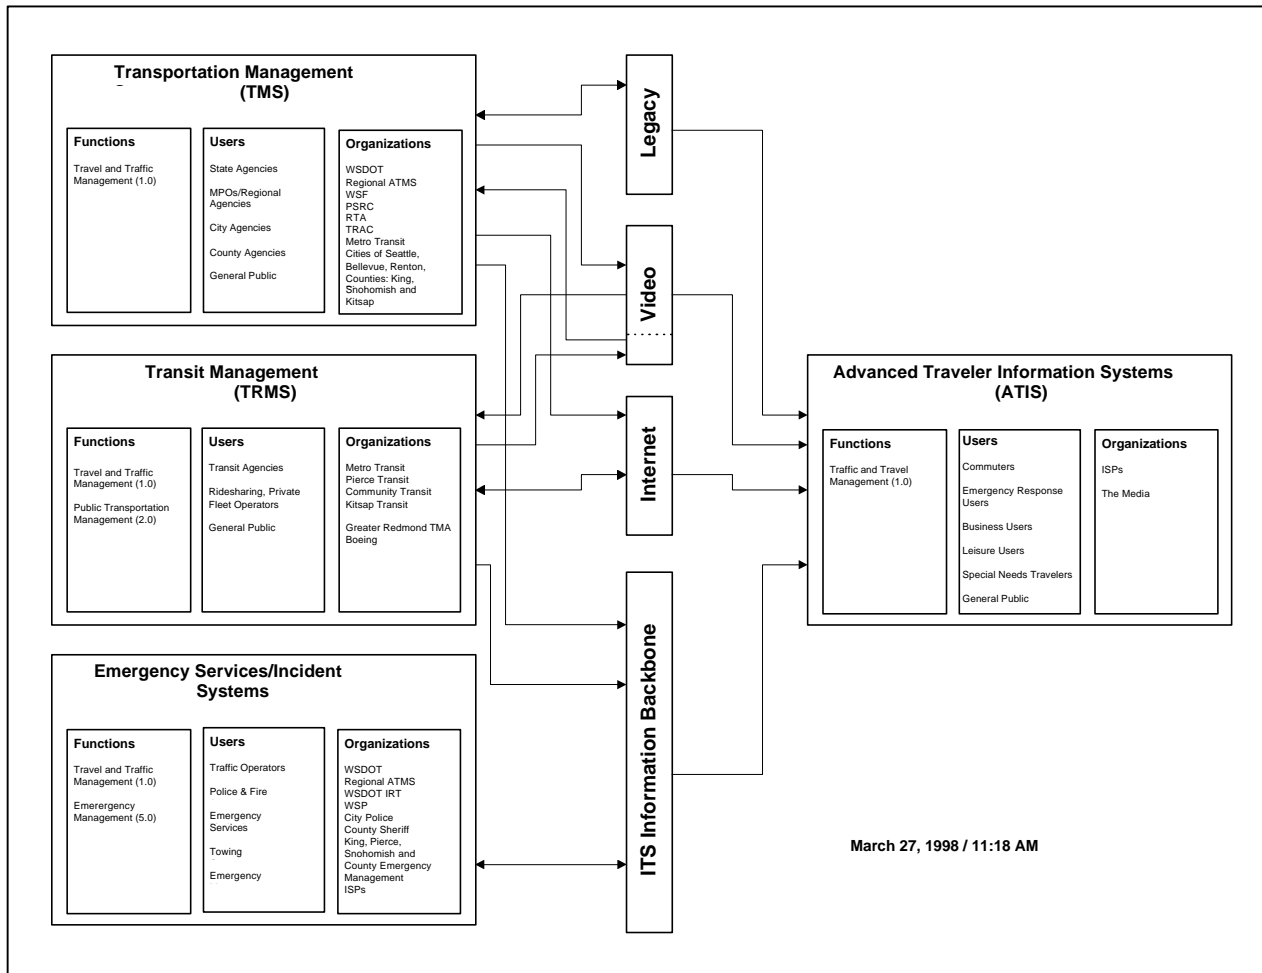 Transportation Management
(TMS)
Functions
Travel and Traffic
Management (1.0)
Users
State Agencies
MPOs/Regional
Agencies
City Agencies
County Agencies
General Public
Organizations
WSDOT
Regional ATMS
WSF
PSRC
RTA
TRAC
Metro Transit
Cities of Seattle,
Bellevue, Renton,
Counties: King,
Snohomish and
Kitsap
Transit Management
(TRMS)
Functions
Travel and Traffic
Management (1.0)
Public Transportation
Management (2.0)
Users
Transit Agencies
Ridesharing, Private
Fleet Operators
General Public
Organizations
Metro Transit
Pierce Transit
Community Transit
Kitsap Transit
Greater Redmond TMA
Boeing
Emergency Services/Incident
Systems
Functions
Travel and Traffic
Management (1.0)
Emerergency
Management (5.0)
Users
Traffic Operators
Police & Fire
Emergency
Services
Towing
Emergency
Organizations
WSDOT
Regional ATMS
WSDOT IRT
WSP
City Police
County Sheriff
King, Pierce,
Snohomish and
County Emergency
Management
ISPs
Legacy
Video
Internet
ITS Information Backbone
Advanced Traveler Information Systems
(ATIS)
Functions
Traffic and Travel
Management (1.0)
Users
Commuters
Emergency Response
Users
Business Users
Leisure Users
Special Needs Travelers
General Public
Organizations
ISPs
The Media
March 27, 1998 / 11:18 AM